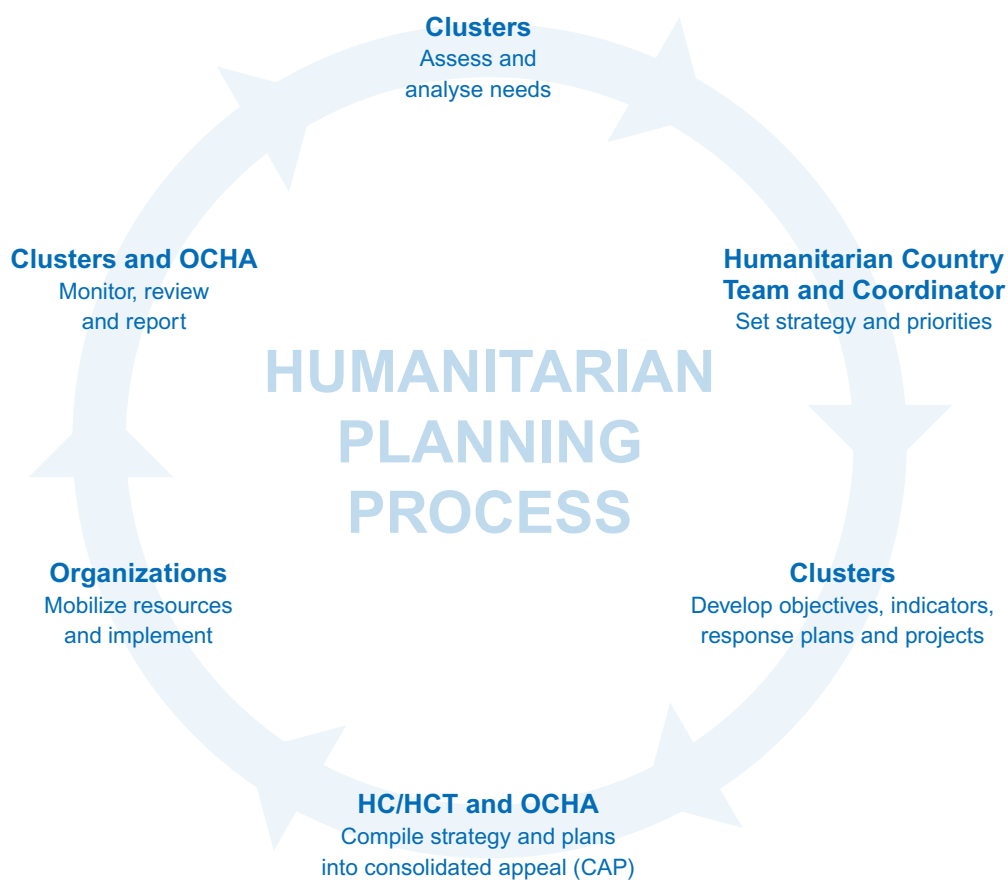 Clusters
Assess and
analyse needs
Humanitarian Country
Team and Coordinator
Set strategy and priorities
Clusters
Develop objectives, indicators,
response plans and projects
HC/HCT and OCHA
Compile strategy and plans
into consolidated appeal (CAP)
Organizations
Mobilize resources
and implement
Clusters and OCHA
Monitor, review
and report
HUMANITARIAN
PLANNING
PROCESS